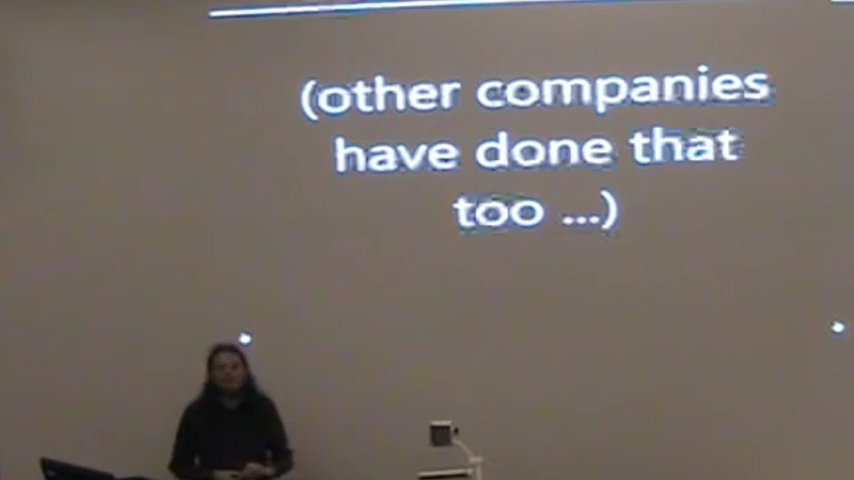 (other companies
have done that
too ...)